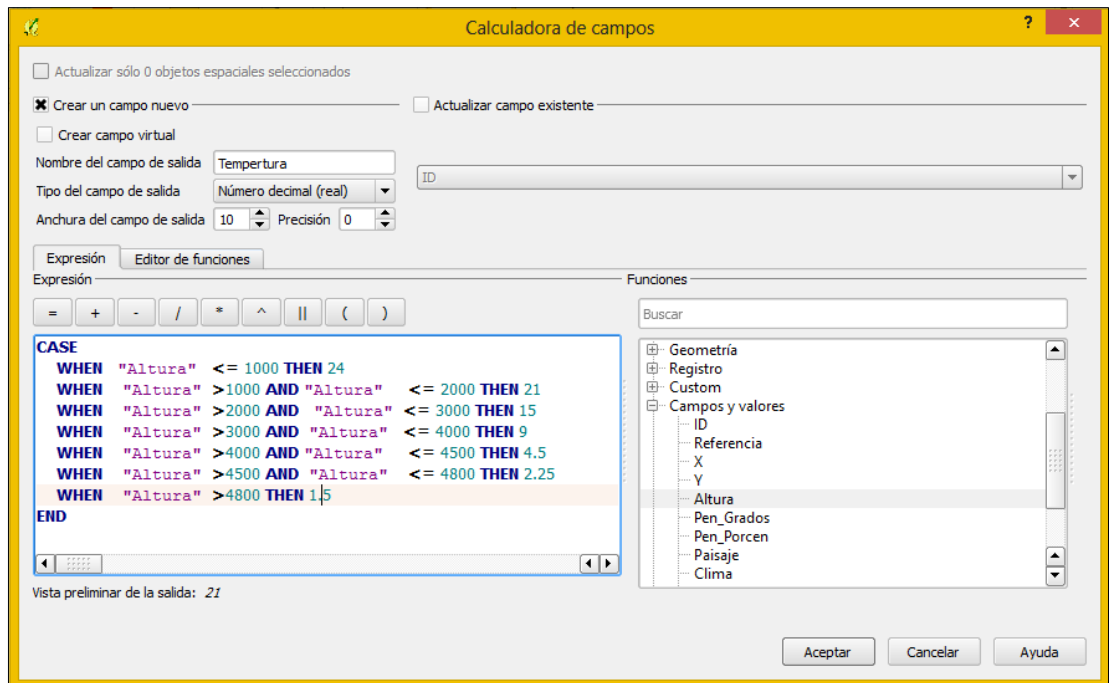 Calculadora de campos
? ×
Actualizar sólo 0 objetos espaciales seleccionados
Crear un campo nuevo
Actualizar campo existente
Crear campo virtual
Nombre del campo de salida Tempertura
ID
Tipo del campo de salida Número decimal (real)
Anchura del campo de salida 10 Precisión 0
Expresión Editor de funciones
Expresión
Funciones
= + - / * ^ || ( )
Buscar
CASE
WHEN "Altura" <= 1000 THEN 24
WHEN "Altura" >1000 AND "Altura" <= 2000 THEN 21
WHEN "Altura" >2000 AND "Altura" <= 3000 THEN 15
WHEN "Altura" >3000 AND "Altura" <= 4000 THEN 9
WHEN "Altura" >4000 AND "Altura" <= 4500 THEN 4.5
WHEN "Altura" >4500 AND "Altura" <= 4800 THEN 2.25
WHEN "Altura" >4800 THEN 1.5
END
Geometría
Registro
Custom
Campos y valores
ID
Referencia
X
Y
Altura
Pen_Grados
Pen_Porcen
Paisaje
Clima
Vista preliminar de la salida: 21
Aceptar Cancelar Ayuda